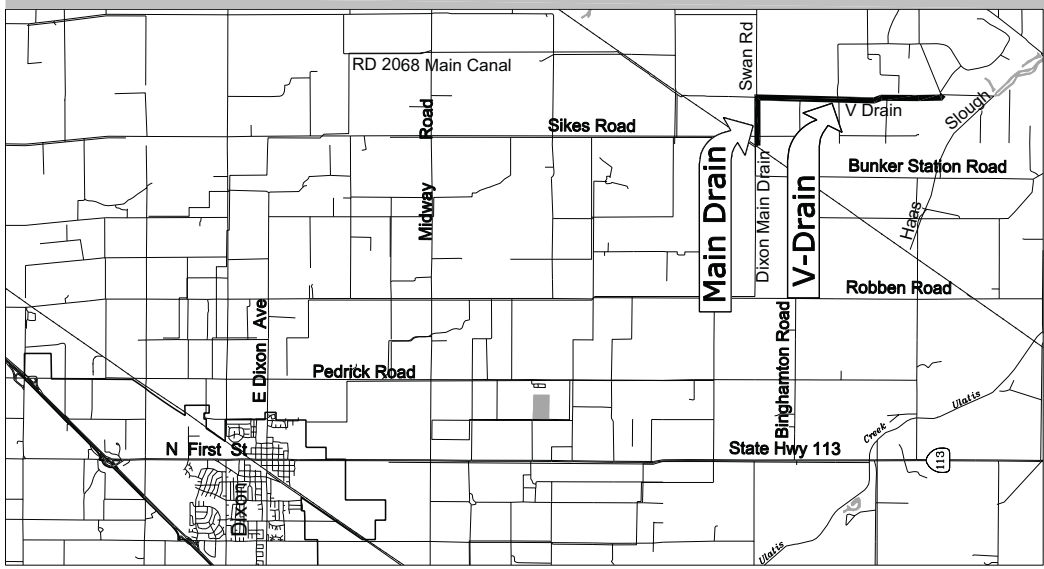 Swan Rd
RD 2068 Main Canal
Midway Road
Sikes Road
V Drain
Haas Slough
Bunker Station Road
Main Drain
Dixon Main Drain
V-Drain
Robben Road
E Dixon Ave
Binghamton Road
Pedrick Road
Ulatis
Creek
N First St
State Hwy 113
113
Dixon
Ulatis